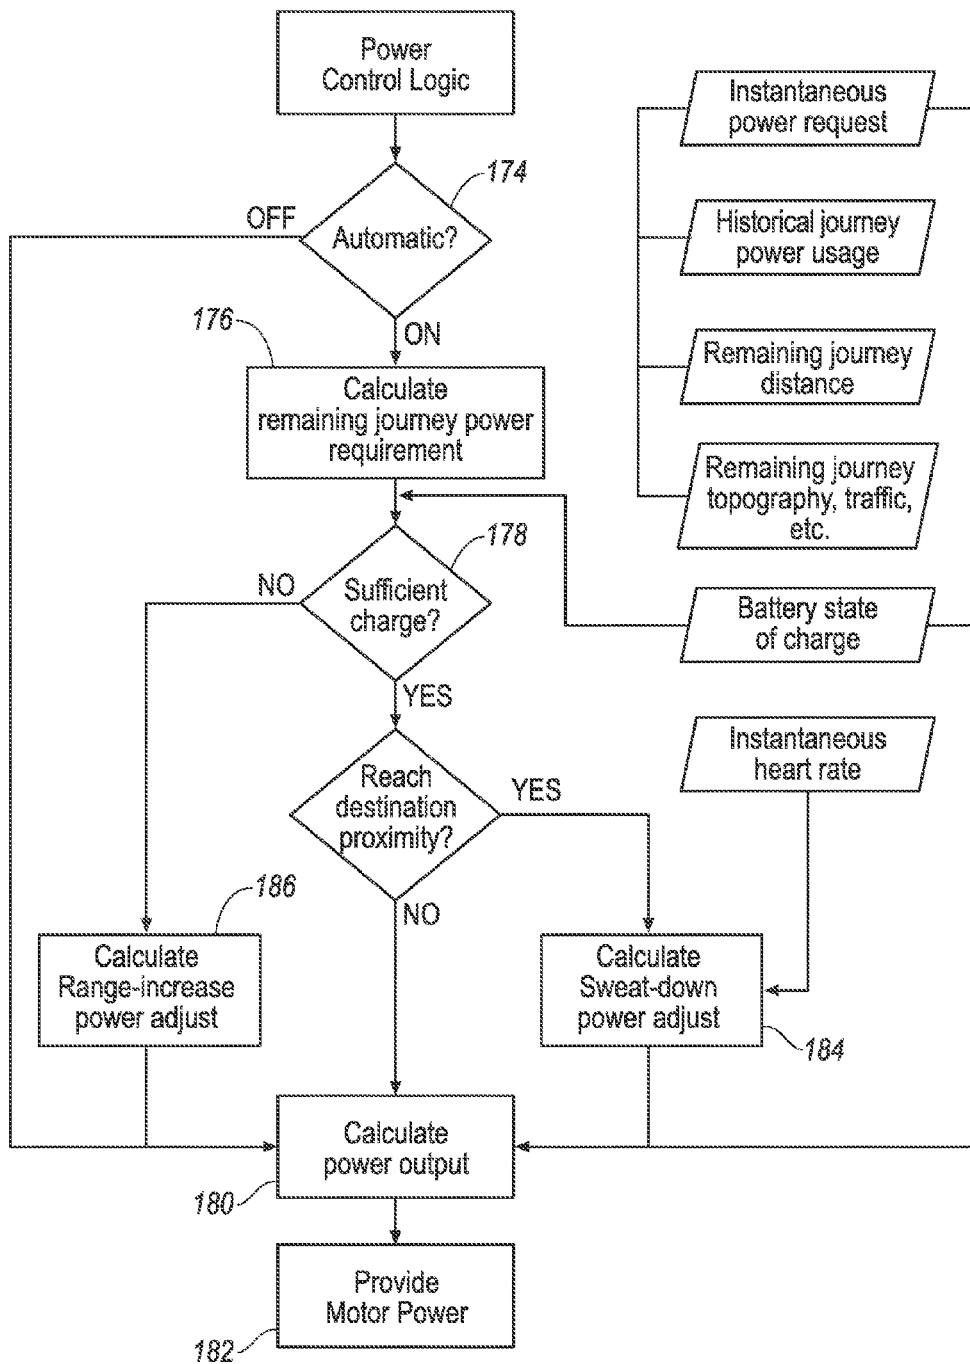 Power
Control Logic
174
OFF
Automatic?
ON
176
Calculate
remaining journey power
requirement
178
NO
Sufficient
charge?
YES
Reach
destination
proximity?
YES
NO
186
Calculate
Range-increase
power adjust
Calculate
Sweat-down
power adjust
184
Calculate
power output
180
Provide
Motor Power
182
Instantaneous
power request
Historical journey
power usage
Remaining journey
distance
Remaining journey
topography, traffic,
etc.
Battery state
of charge
Instantaneous
heart rate